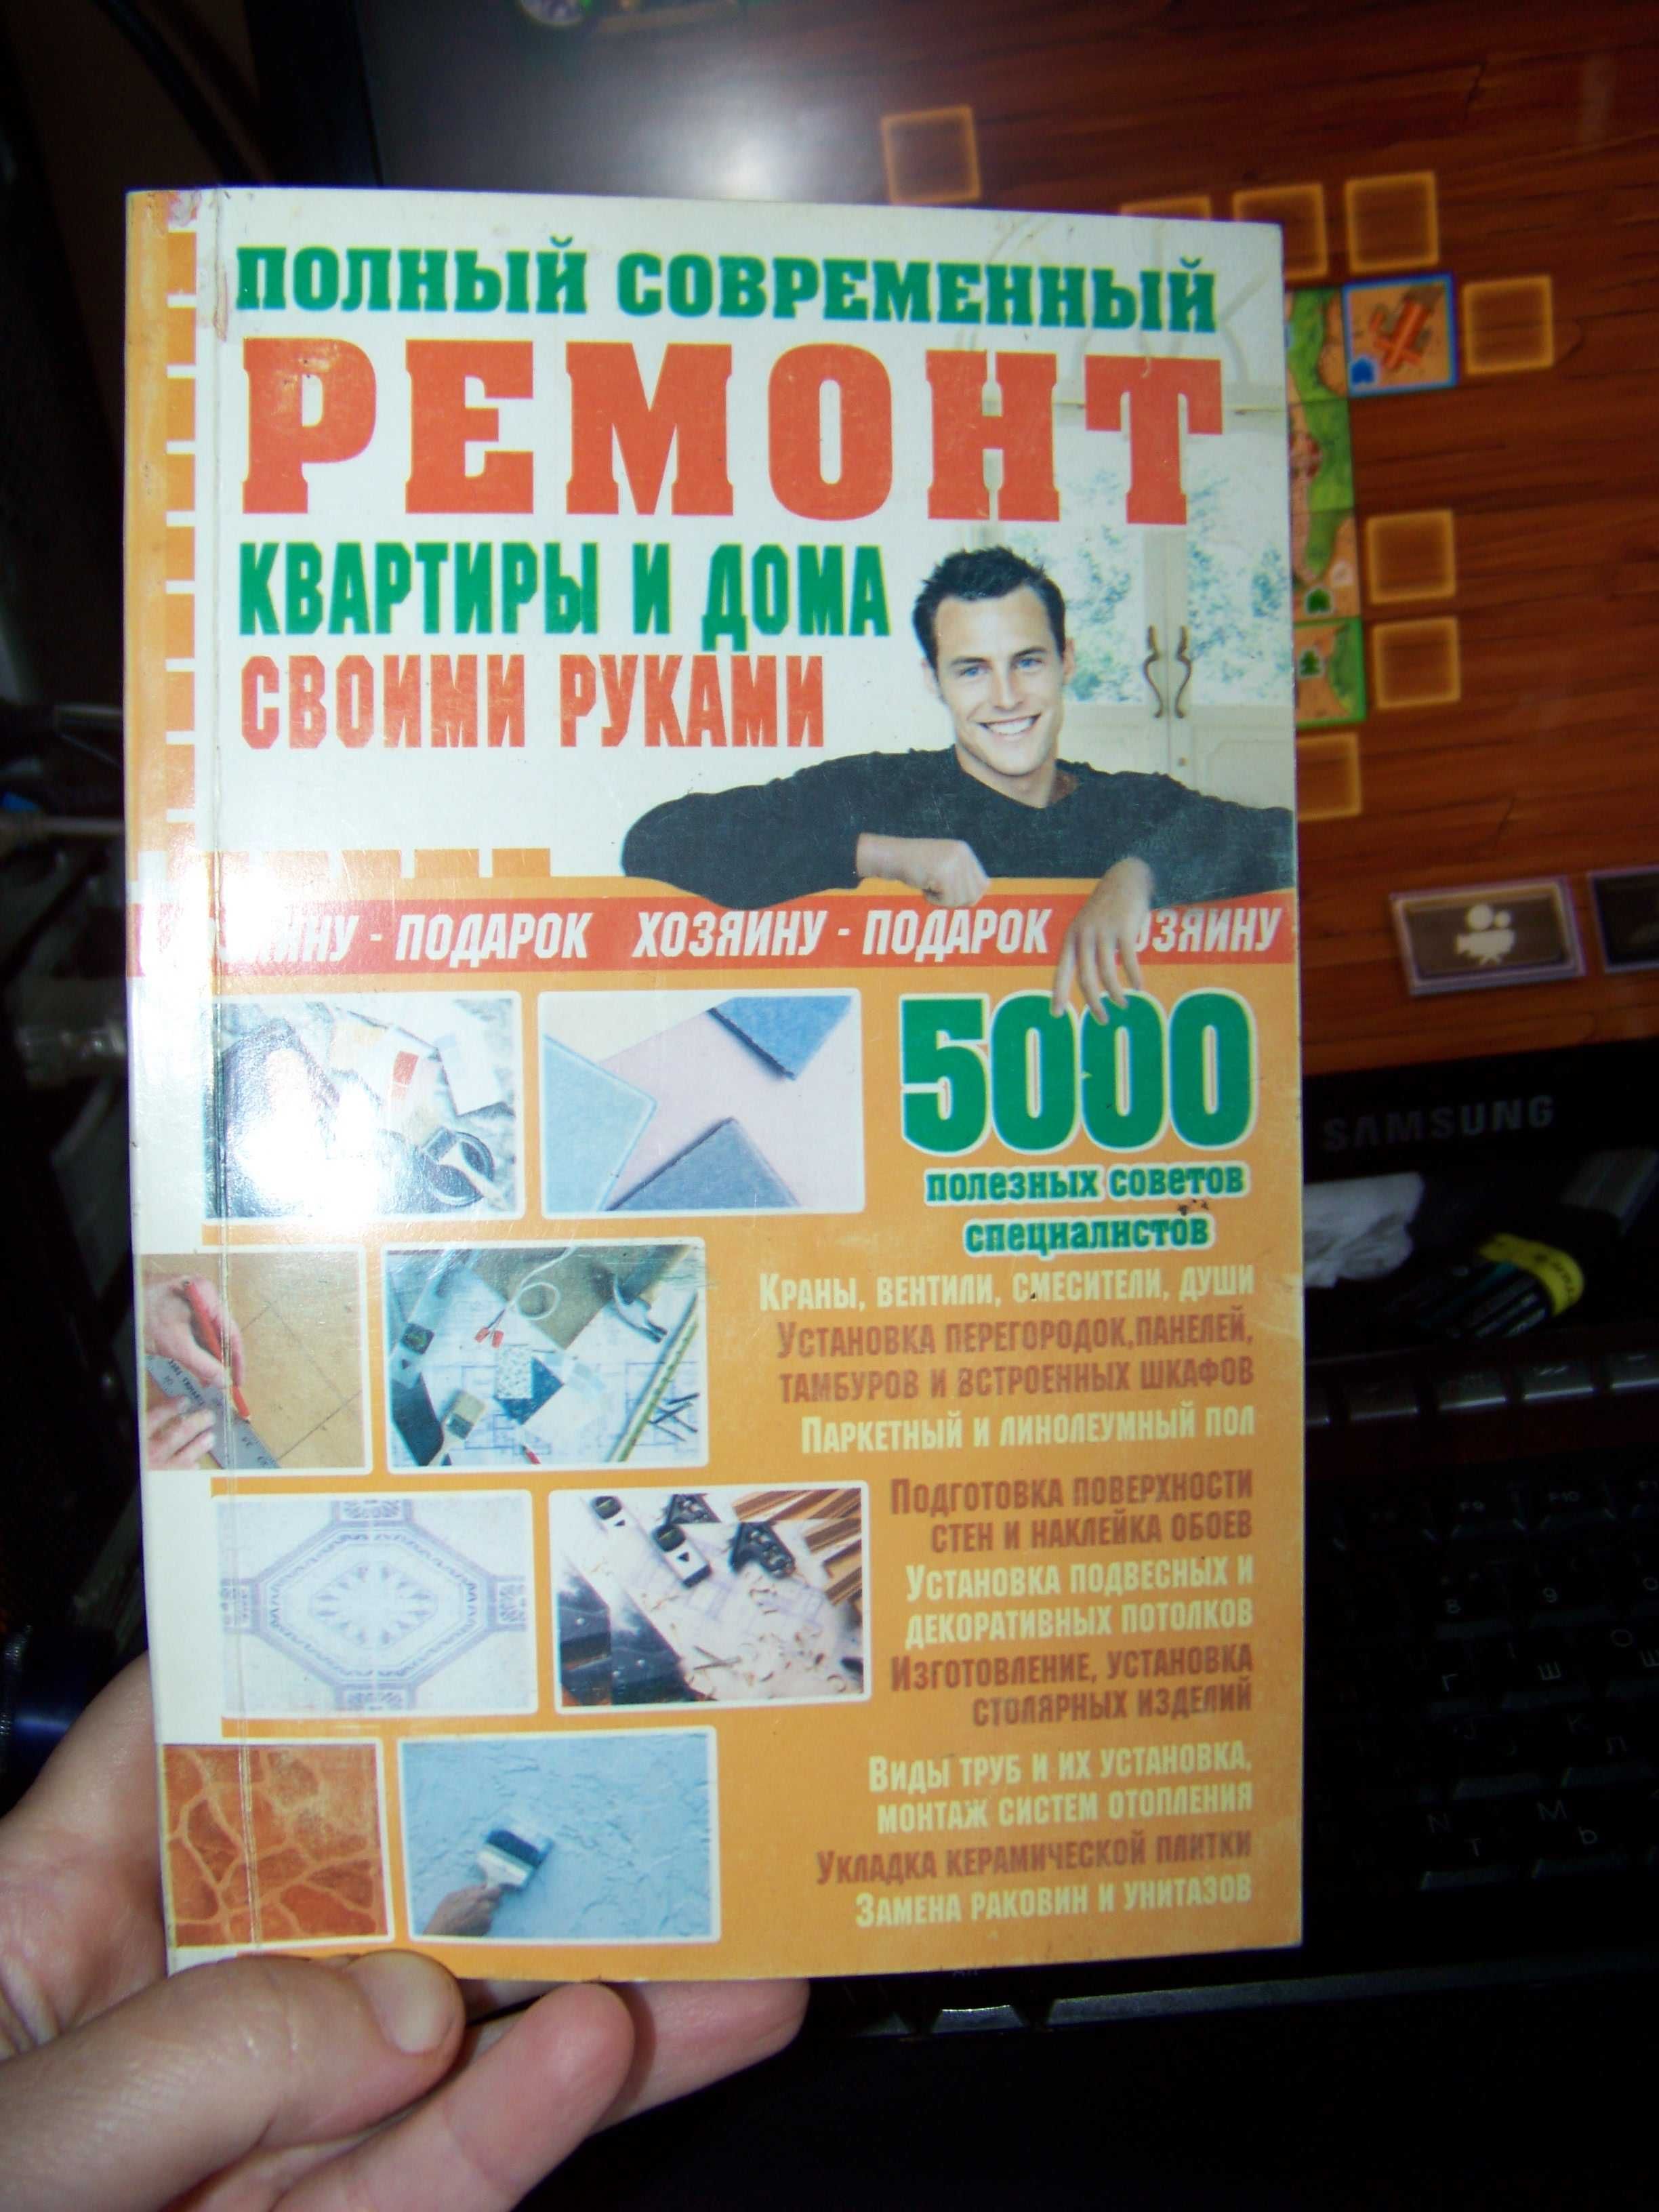 ПОЛНЫЙ СОВРЕМЕННЫЙ
РЕМОНТ
КВАРТИРЫ И ДОМА
СВОИМИ РУКАМИ
- ПОДАРОК ХОЗЯИНУ - ПОДАРОК ХОЗЯИНУ
5000
полезных советов
специалистов
Краны, вентили, смесители, души
Установка перегородок, панелей,
тамбуров и встроенных шкафов
Паркетный и линолеумный пол
Подготовка поверхности
стен и наклейка обоев
Установка подвесных и
декоративных потолков
Изготовление, установка
столярных изделий
Виды труб и их установка,
монтаж систем отопления
Укладка керамической плитки
Замена раковин и унитазов
SAMSUNG
F9 F10